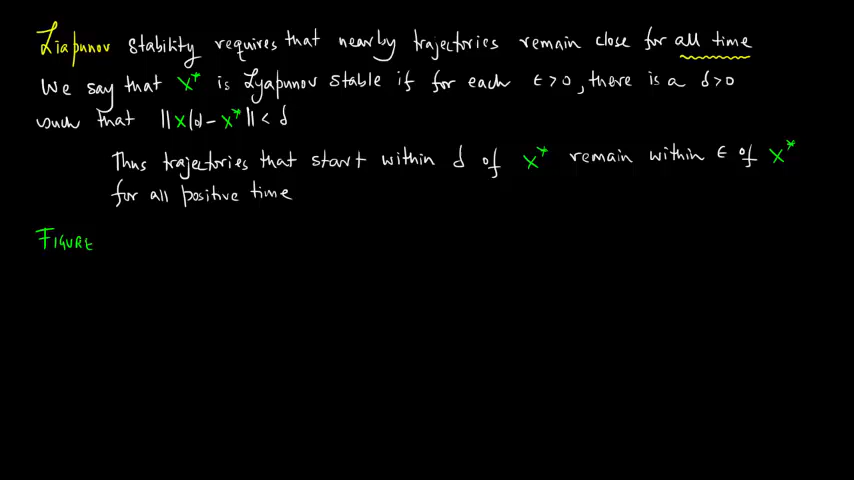 Liapunov stability requires that nearby trajectories remain close for all time
We say that x* is Lyapunov stable if for each ϵ>0, there is a δ>0
such that ||x(0)-x*|| < δ
Thus trajectories that start within δ of x* remain within ϵ of x*
for all positive time
FIGURE